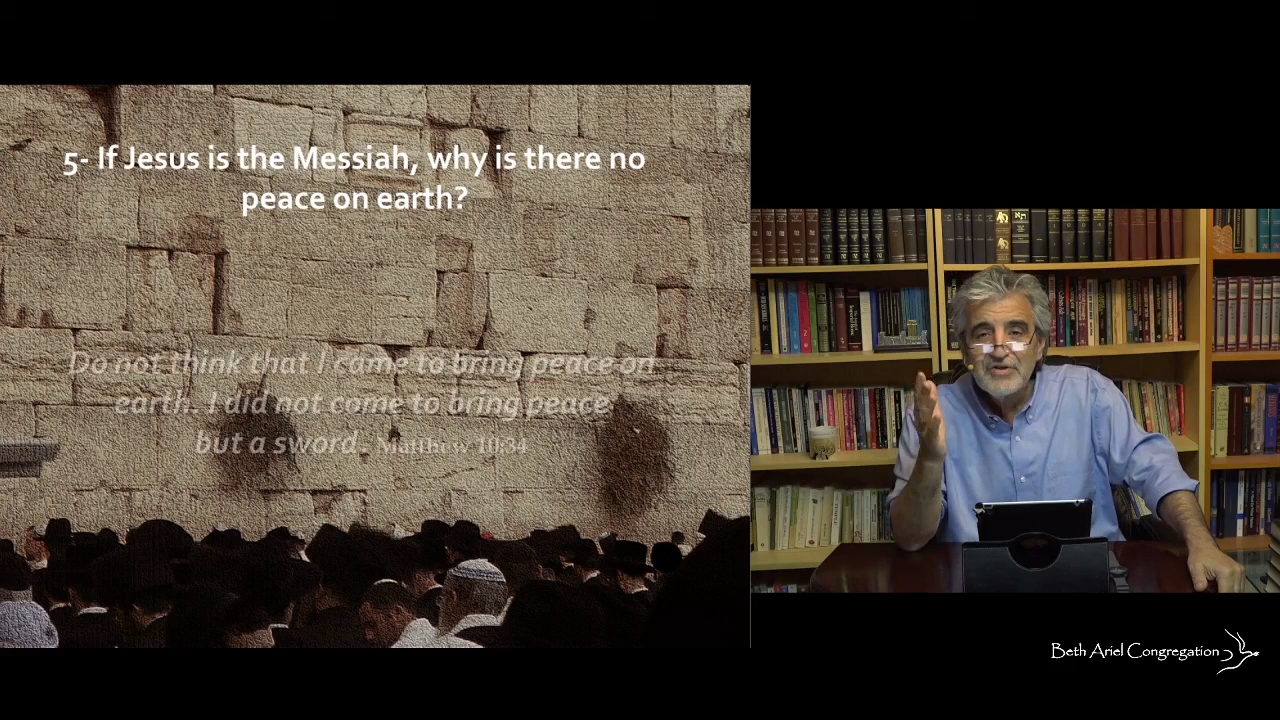 5- If Jesus is the Messiah, why is there no
peace on earth?
Do not think that I came to bring peace on
earth. I did not come to bring peace
but a sword. Matthew 10:34
Beth Ariel Congregation